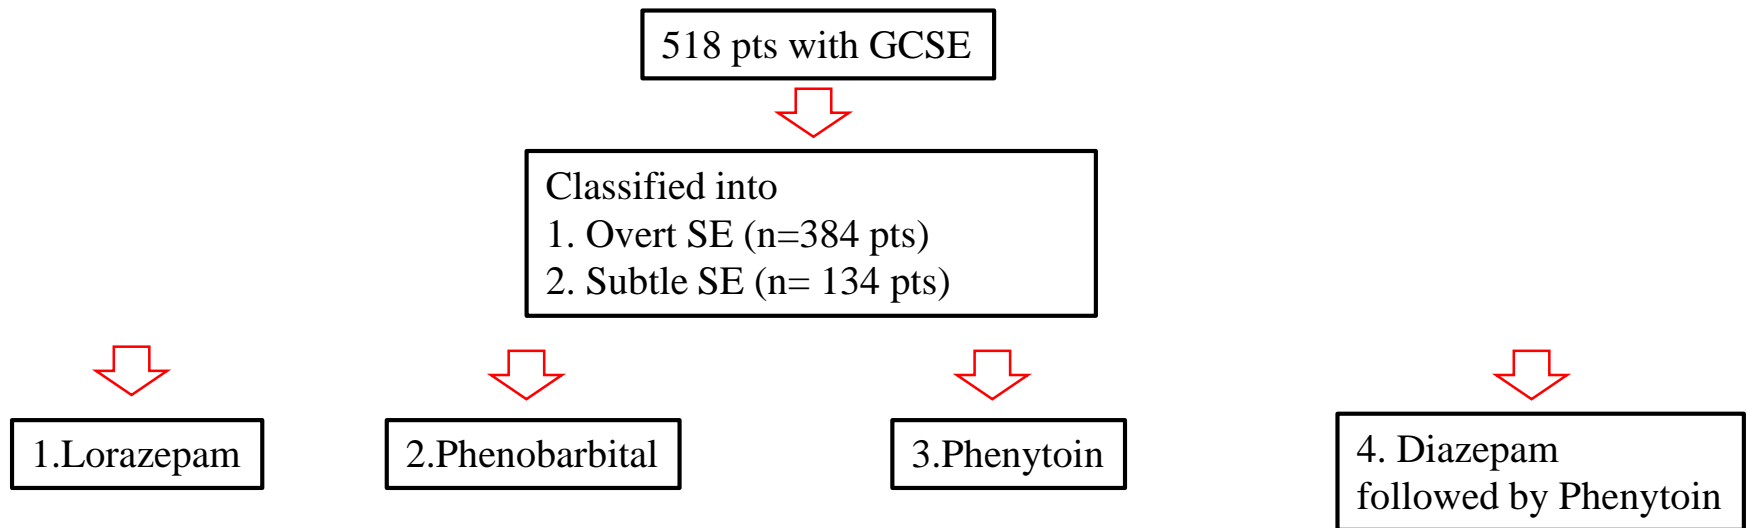 518 pts with GCSE
Classified into
1. Overt SE (n=384 pts)
2. Subtle SE (n= 134 pts)
1.Lorazepam
2.Phenobarbital
3.Phenytoin
4. Diazepam
followed by Phenytoin